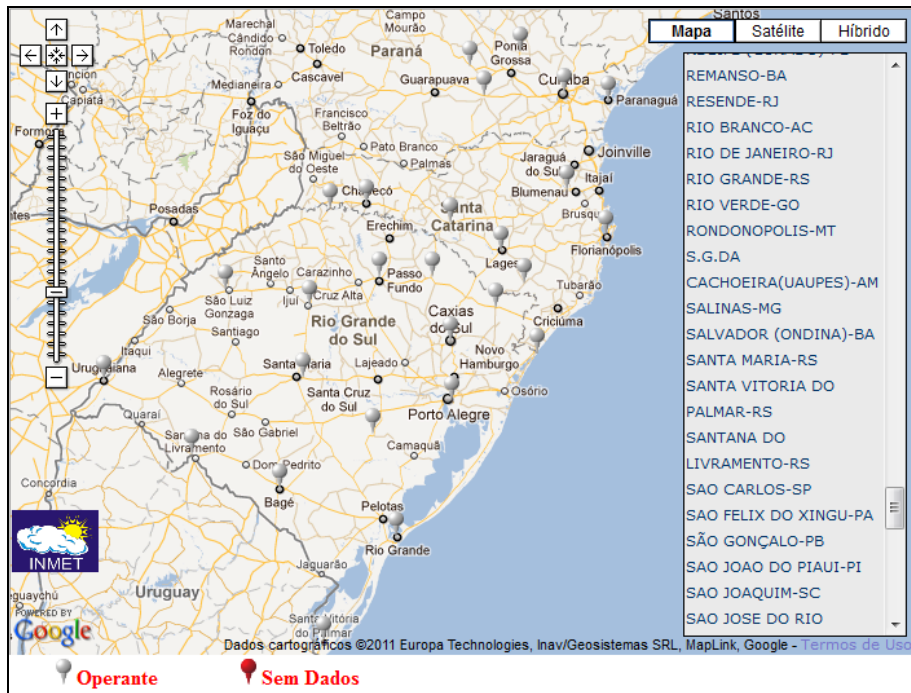 Santos
Mapa
Satélite
Híbrido
REMANSO-BA
RESENDE-RJ
RIO BRANCO-AC
RIO DE JANEIRO-RJ
RIO GRANDE-RS
RIO VERDE-GO
RONDONOPOLIS-MT
S.G.DA
CACHOEIRA(UAUPES)-AM
SALINAS-MG
SALVADOR (ONDINA)-BA
SANTA MARIA-RS
SANTA VITORIA DO
PALMAR-RS
SANTANA DO
LIVRAMENTO-RS
SAO CARLOS-SP
SAO FELIX DO XINGU-PA
SÃO GONÇALO-PB
SAO JOAO DO PIAUI-PI
SAO JOAQUIM-SC
SAO JOSE DO RIO
Marechal
Cândido
Rondon
Toledo
Cascavel
Campo
Mourão
Paraná
Ponta
Grossa
Guarapuava
Curitiba
Paranaguá
Medianeira
Foz do
Iguaçu
Capiatá
Francisco
Beltrão
Pato Branco
Palmas
São Miguel
do Oeste
Chapecó
Joinville
Jaraguá
do Sul
Itajaí
Blumenau
Brusque
Santa
Catarina
Florianópolis
Lages
Tubarão
Criciúma
Posadas
Erechim
Santo
Ângelo
Carazinho
Passo
Fundo
São Luiz
Gonzaga
Ijuí
Cruz Alta
São Borja
Santiago
Rio Grande
do Sul
Caxias
do Sul
Itaqui
Uruguaiana
Alegrete
Santa Maria
Lajeado
Novo
Hamburgo
Santa Cruz
do Sul
Osório
Rosário
do Sul
Porto Alegre
Quaraí
Santana do
Livramento
São Gabriel
Camaquã
Dom Pedrito
Concordia
Bagé
Pelotas
Rio Grande
INMET
Jaguarão
Uruguay
Santa Vitória
do Palmar
POWERED BY
Google
Dados cartográficos ©2011 Europa Technologies, Inav/Geosistemas SRL, MapLink, Google - Termos de Uso
Operante
Sem Dados